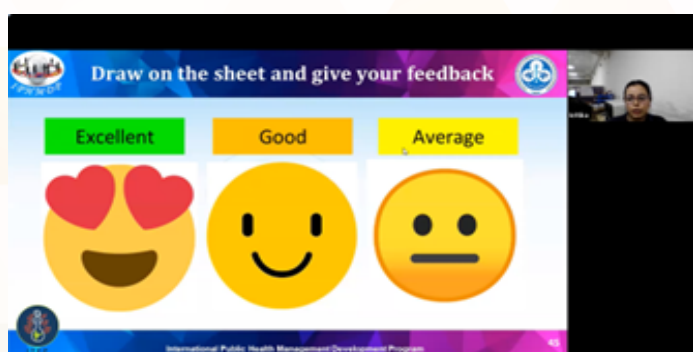 Draw on the sheet and give your feedback
Excellent
Good
Average
International Public Health Management Development Program
45